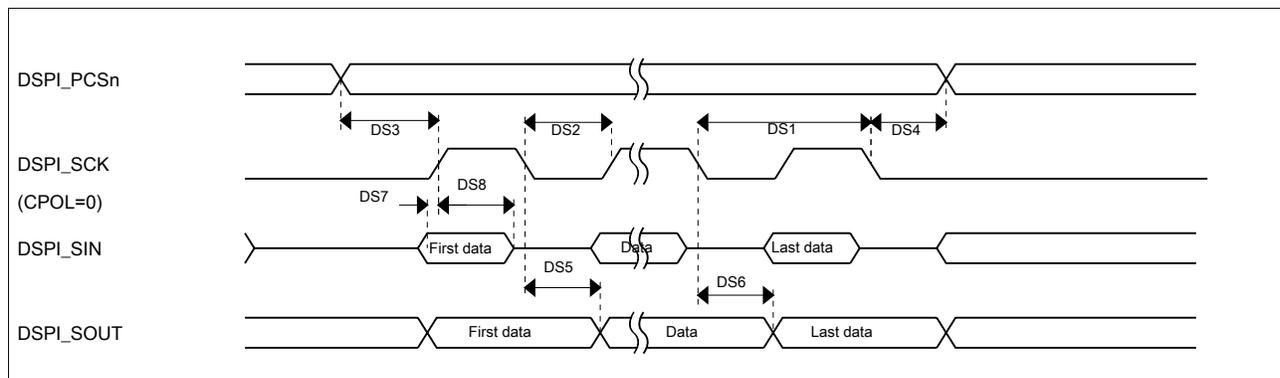 DSPI_PCSn
DS3
DS2
DS1
DS4
DSPI_SCK
(CPOL=0)
DS7
DS8
DSPI_SIN
First data
Data
Last data
DS5
DS6
DSPI_SOUT
First data
Data
Last data